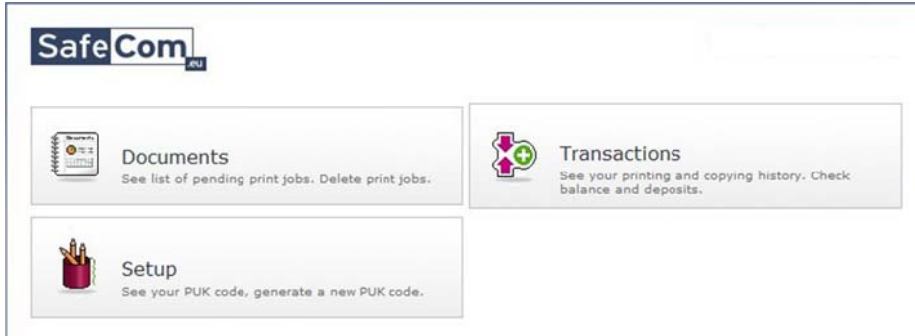 SafeCom
.eu
Documents
Documents
See list of pending print jobs. Delete print jobs.
Transactions
See your printing and copying history. Check
balance and deposits.
Setup
See your PUK code, generate a new PUK code.